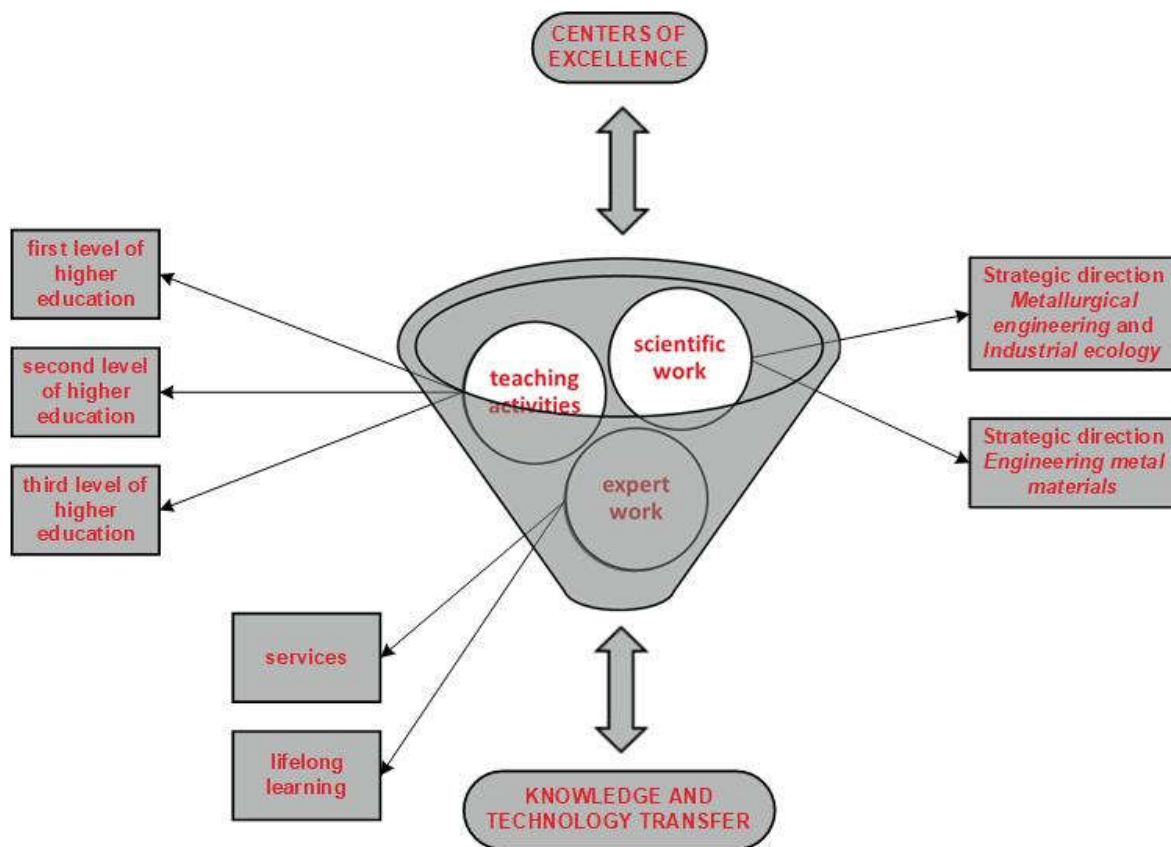 CENTERS OF
EXCELLENCE
first level of
higher
education
second level
of higher
education
third level of
higher
education
teaching
activities
scientific
work
expert
work
Strategic direction
Metallurgical
engineering and
Industrial ecology
Strategic direction
Engineering metal
materials
services
lifelong
learning
KNOWLEDGE AND
TECHNOLOGY TRANSFER